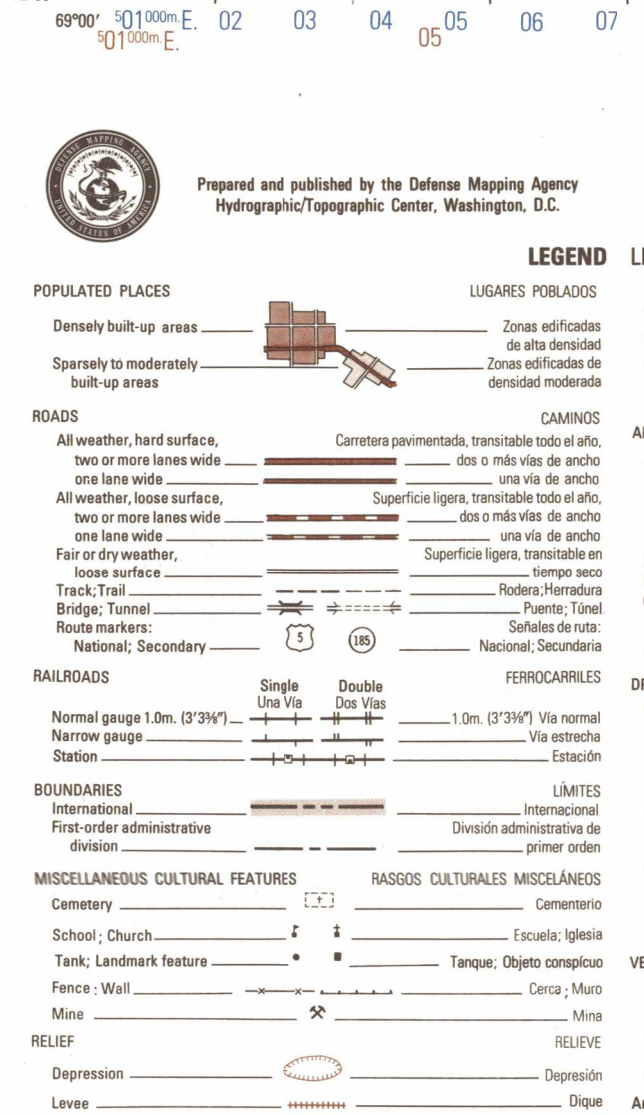 69°00′ 501000m.E. 02 03 04 05 06 07
501000m.E. 05
DEFENSE MAPPING AGENCY
UNITED STATES OF AMERICA
Prepared and published by the Defense Mapping Agency
Hydrographic/Topographic Center, Washington, D.C.
LEGEND
POPULATED PLACES LUGARES POBLADOS
Densely built-up areas Zonas edificadas
de alta densidad
Sparsely to moderately Zonas edificadas de
built-up areas densidad moderada
ROADS CAMINOS
All weather, hard surface, Carretera pavimentada, transitable todo el año,
two or more lanes wide dos o más vías de ancho
one lane wide una vía de ancho
All weather, loose surface, Superficie ligera, transitable todo el año,
two or more lanes wide dos o más vías de ancho
one lane wide una vía de ancho
Fair or dry weather, Superficie ligera, transitable en
loose surface tiempo seco
Track; Trail Rodera; Herradura
Bridge; Tunnel Puente; Túnel
Route markers: Señales de ruta:
National; Secondary 5 185 Nacional; Secundaria
RAILROADS FERROCARRILES
Single Double
Una Vía Dos Vías
Normal gauge 1.0m. (3'3⅜") 1.0m. (3'3⅜") Vía normal
Narrow gauge Vía estrecha
Station Estación
BOUNDARIES LÍMITES
International Internacional
First-order administrative División administrativa de
division primer orden
MISCELLANEOUS CULTURAL FEATURES RASGOS CULTURALES MISCELÁNEOS
Cemetery Cementerio
School; Church Escuela; Iglesia
Tank; Landmark feature Tanque; Objeto conspícuo
Fence; Wall Cerca; Muro
Mine Mina
RELIEF RELIEVE
Depression Depresión
Levee Dique